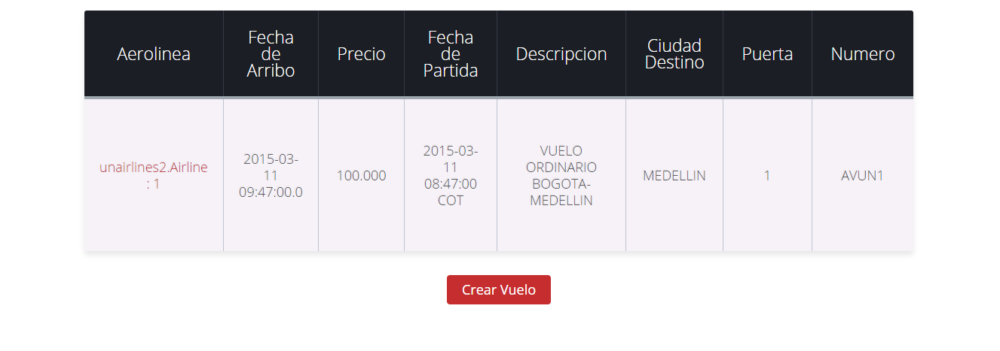 Aerolinea
Fecha
de
Arribo
Precio
Fecha
de
Partida
Descripcion
Ciudad
Destino
Puerta
Numero
unairlines2.Airline
: 1
2015-03-
11
09:47:00.0
100.000
2015-03-
11
08:47:00
COT
VUELO
ORDINARIO
BOGOTA-
MEDELLIN
MEDELLIN
1
AVUN1
Crear Vuelo